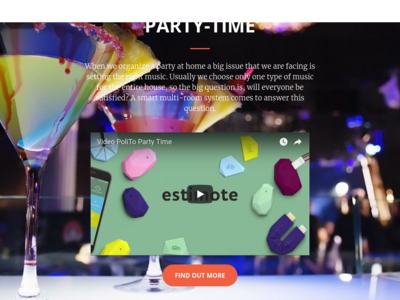 PARTY-TIME
When we organize a party at home a big issue that we are facing is
setting the right music. Usually we choose only one type of music
for the entire house, so the big question is, will everyone be
satisfied? A smart multi-room system comes to answer this
question.
Video PoliTo Party Time
estimote
FIND OUT MORE